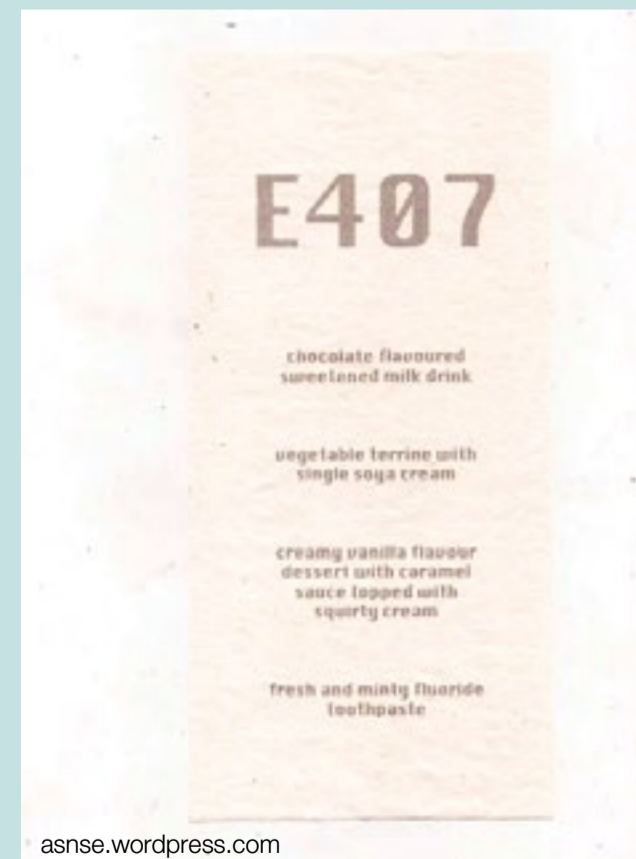 E407
chocolate flavoured
sweetened milk drink
vegetable terrine with
single soya cream
creamy vanilla flavour
dessert with caramel
sauce topped with
squirty cream
fresh and minty fluoride
toothpaste
asnse.wordpress.com